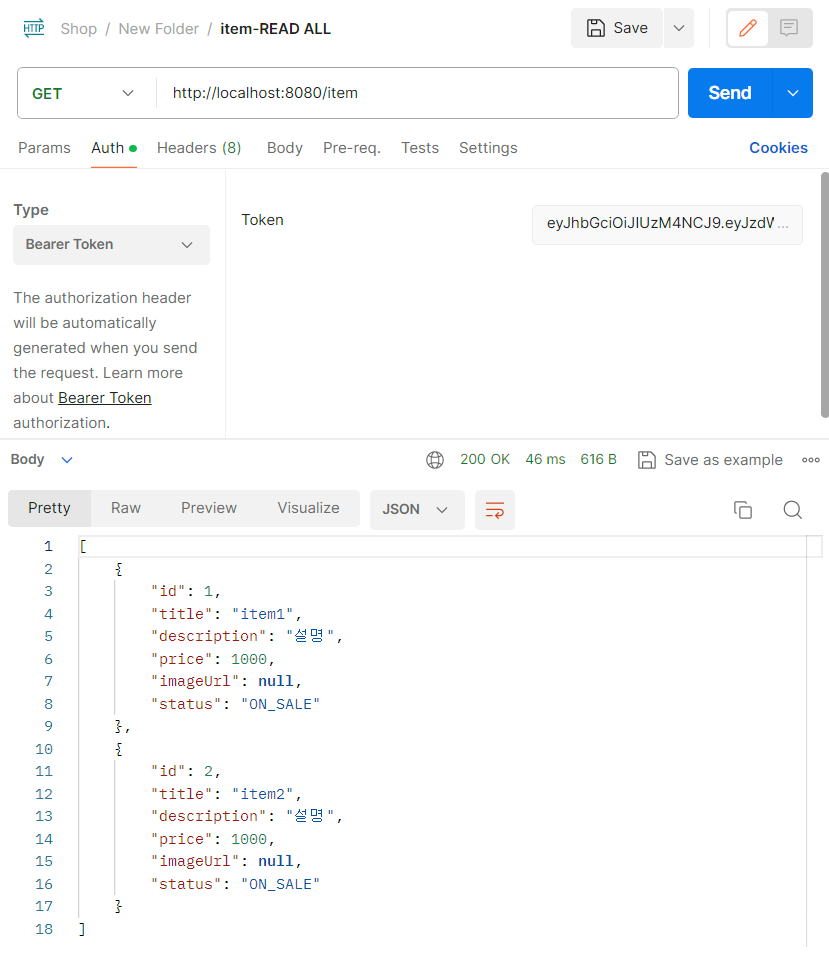 HTTP Shop / New Folder / item-READ ALL Save
GET http://localhost:8080/item Send
Params Auth Headers (8) Body Pre-req. Tests Settings Cookies
Type
Bearer Token
The authorization header
will be automatically
generated when you send
the request. Learn more
about Bearer Token
authorization.
Token eyJhbGciOiJIUzM4NCJ9.eyJzdW...
Body 200 OK 46 ms 616 B Save as example
Pretty Raw Preview Visualize JSON
1 [
2 {
3 "id": 1,
4 "title": "item1",
5 "description": "설명",
6 "price": 1000,
7 "imageUrl": null,
8 "status": "ON_SALE"
9 },
10 {
11 "id": 2,
12 "title": "item2",
13 "description": "설명",
14 "price": 1000,
15 "imageUrl": null,
16 "status": "ON_SALE"
17 }
18 ]